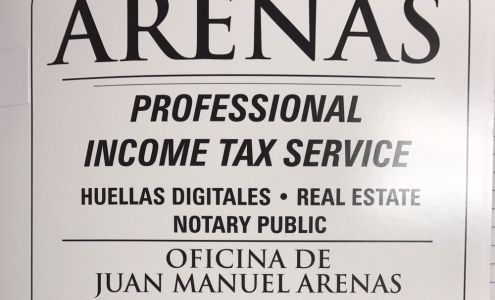 ARENAS
PROFESSIONAL
INCOME TAX SERVICE
HUELLAS DIGITALES • REAL ESTATE
NOTARY PUBLIC
OFICINA DE
JUAN MANUEL ARENAS